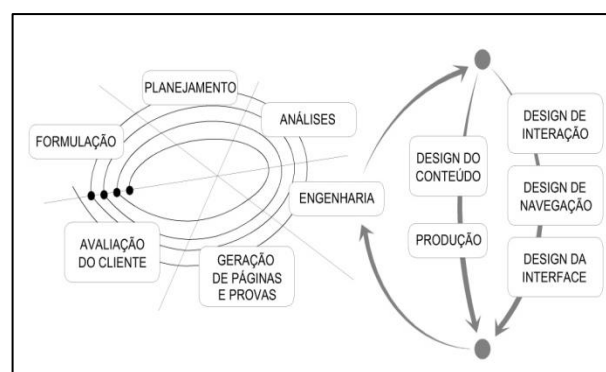 PLANEJAMENTO
ANÁLISES
FORMULAÇÃO
ENGENHARIA
AVALIAÇÃO
DO CLIENTE
GERAÇÃO
DE PÁGINAS
E PROVAS
DESIGN DO
CONTEÚDO
PRODUÇÃO
DESIGN DE
INTERAÇÃO
DESIGN DE
NAVEGAÇÃO
DESIGN DA
INTERFACE